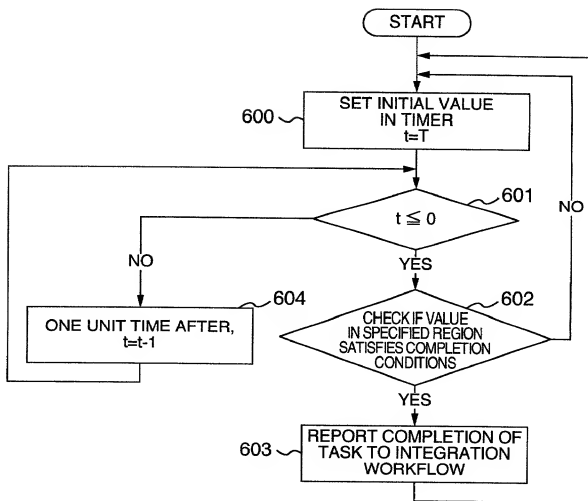 START
SET INITIAL VALUE
IN TIMER
t=T
600
601
t ≦ 0
NO
NO
YES
604
602
ONE UNIT TIME AFTER,
t=t-1
CHECK IF VALUE
IN SPECIFIED REGION
SATISFIES COMPLETION
CONDITIONS
YES
603
REPORT COMPLETION OF
TASK TO INTEGRATION
WORKFLOW